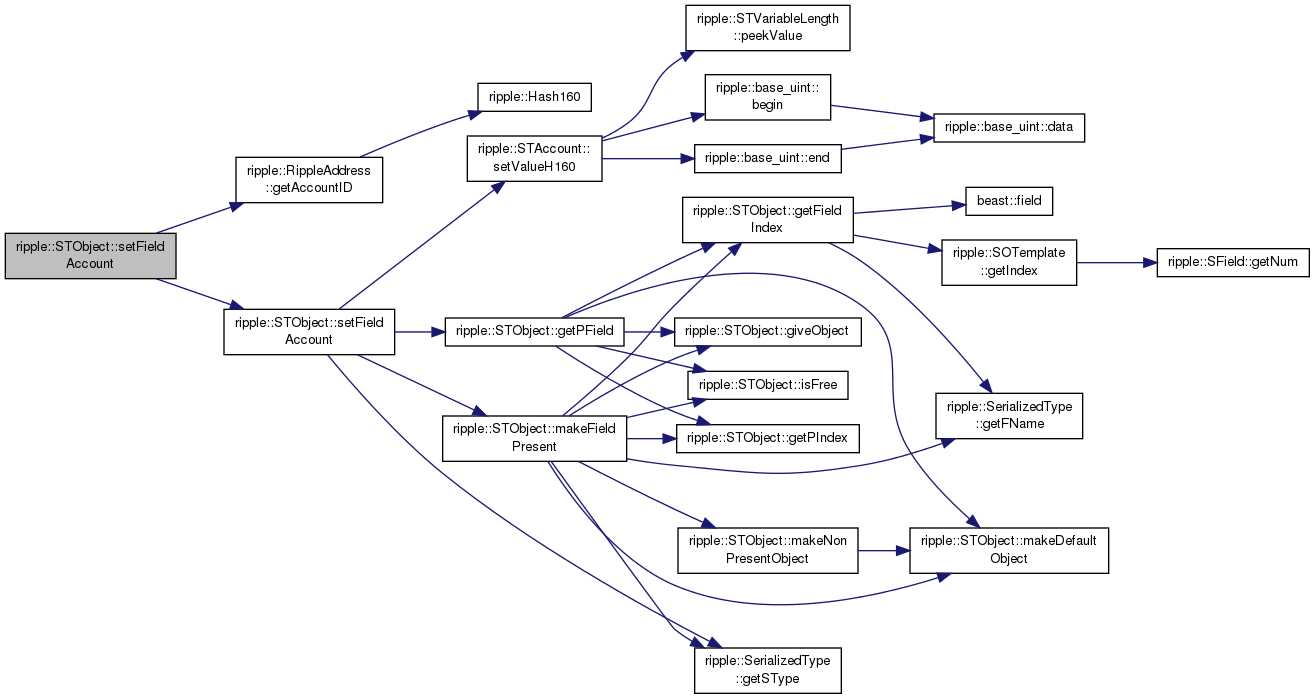 ripple::STObject::setField
Account
ripple::RippleAddress
::getAccountID
ripple::STObject::setField
Account
ripple::Hash160
ripple::STAccount::
setValueH160
ripple::STObject::getPField
ripple::STObject::makeField
Present
ripple::STVariableLength
::peekValue
ripple::base_uint::
begin
ripple::base_uint::end
ripple::STObject::getField
Index
ripple::STObject::giveObject
ripple::STObject::isFree
ripple::STObject::getPIndex
ripple::STObject::makeNon
PresentObject
ripple::SerializedType
::getSType
ripple::base_uint::data
beast::field
ripple::SOTemplate
::getIndex
ripple::SerializedType
::getFName
ripple::STObject::makeDefault
Object
ripple::SField::getNum